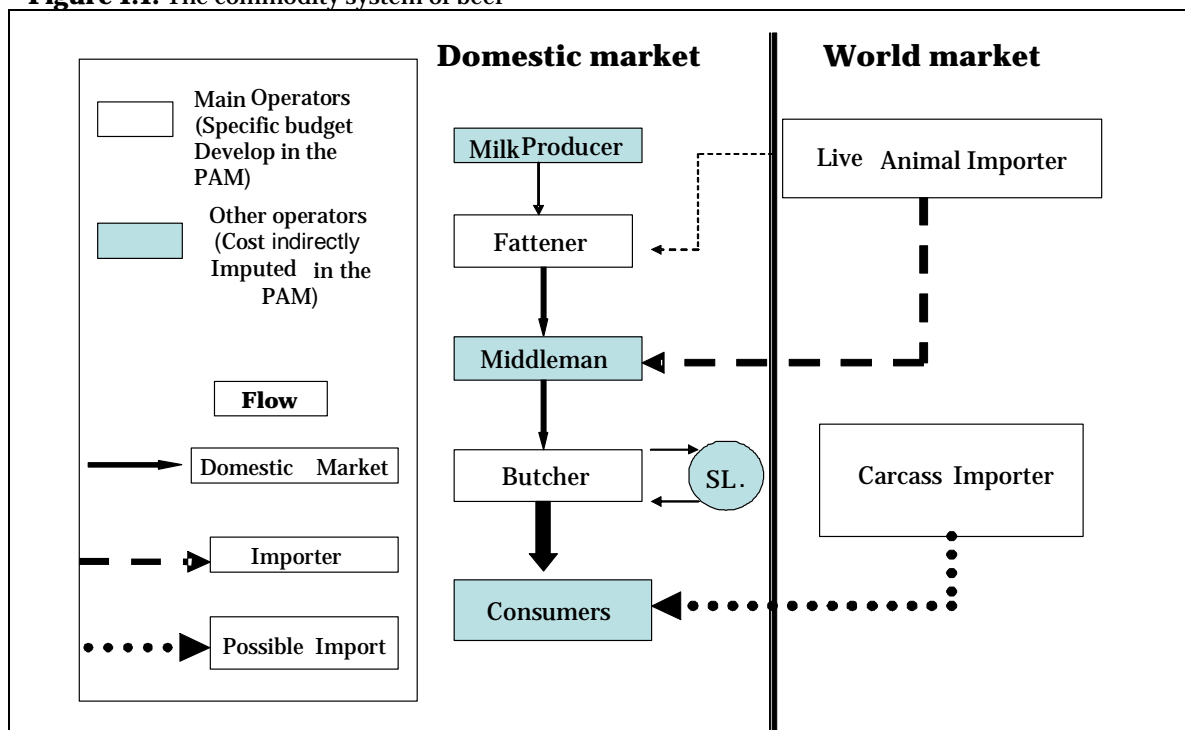 Figure 1.1. The commodity system of beef
Domestic market
World market
Main Operators
(Specific budget
Develop in the
PAM)
Other operators
(Cost indirectly
Imputed in the
PAM)
Flow
Domestic Market
Importer
Possible Import
Milk Producer
Fattener
Middleman
Butcher
SL.
Consumers
Live Animal Importer
Carcass Importer